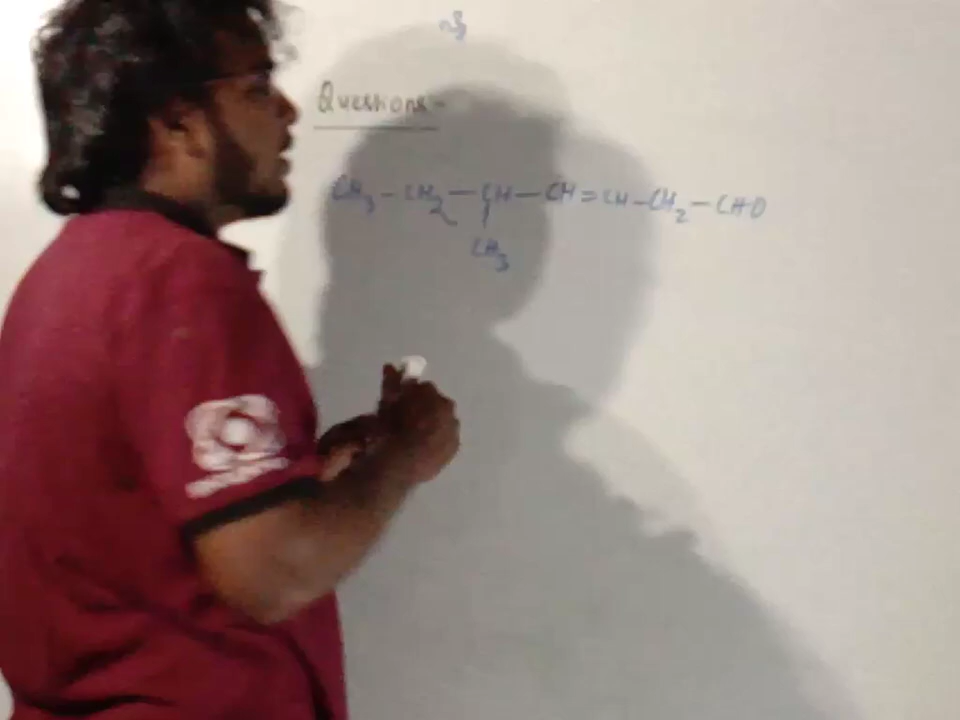 Questions-
CH₃ - CH₂ - CH - CH = CH - CH₂ - CHO
CH₃